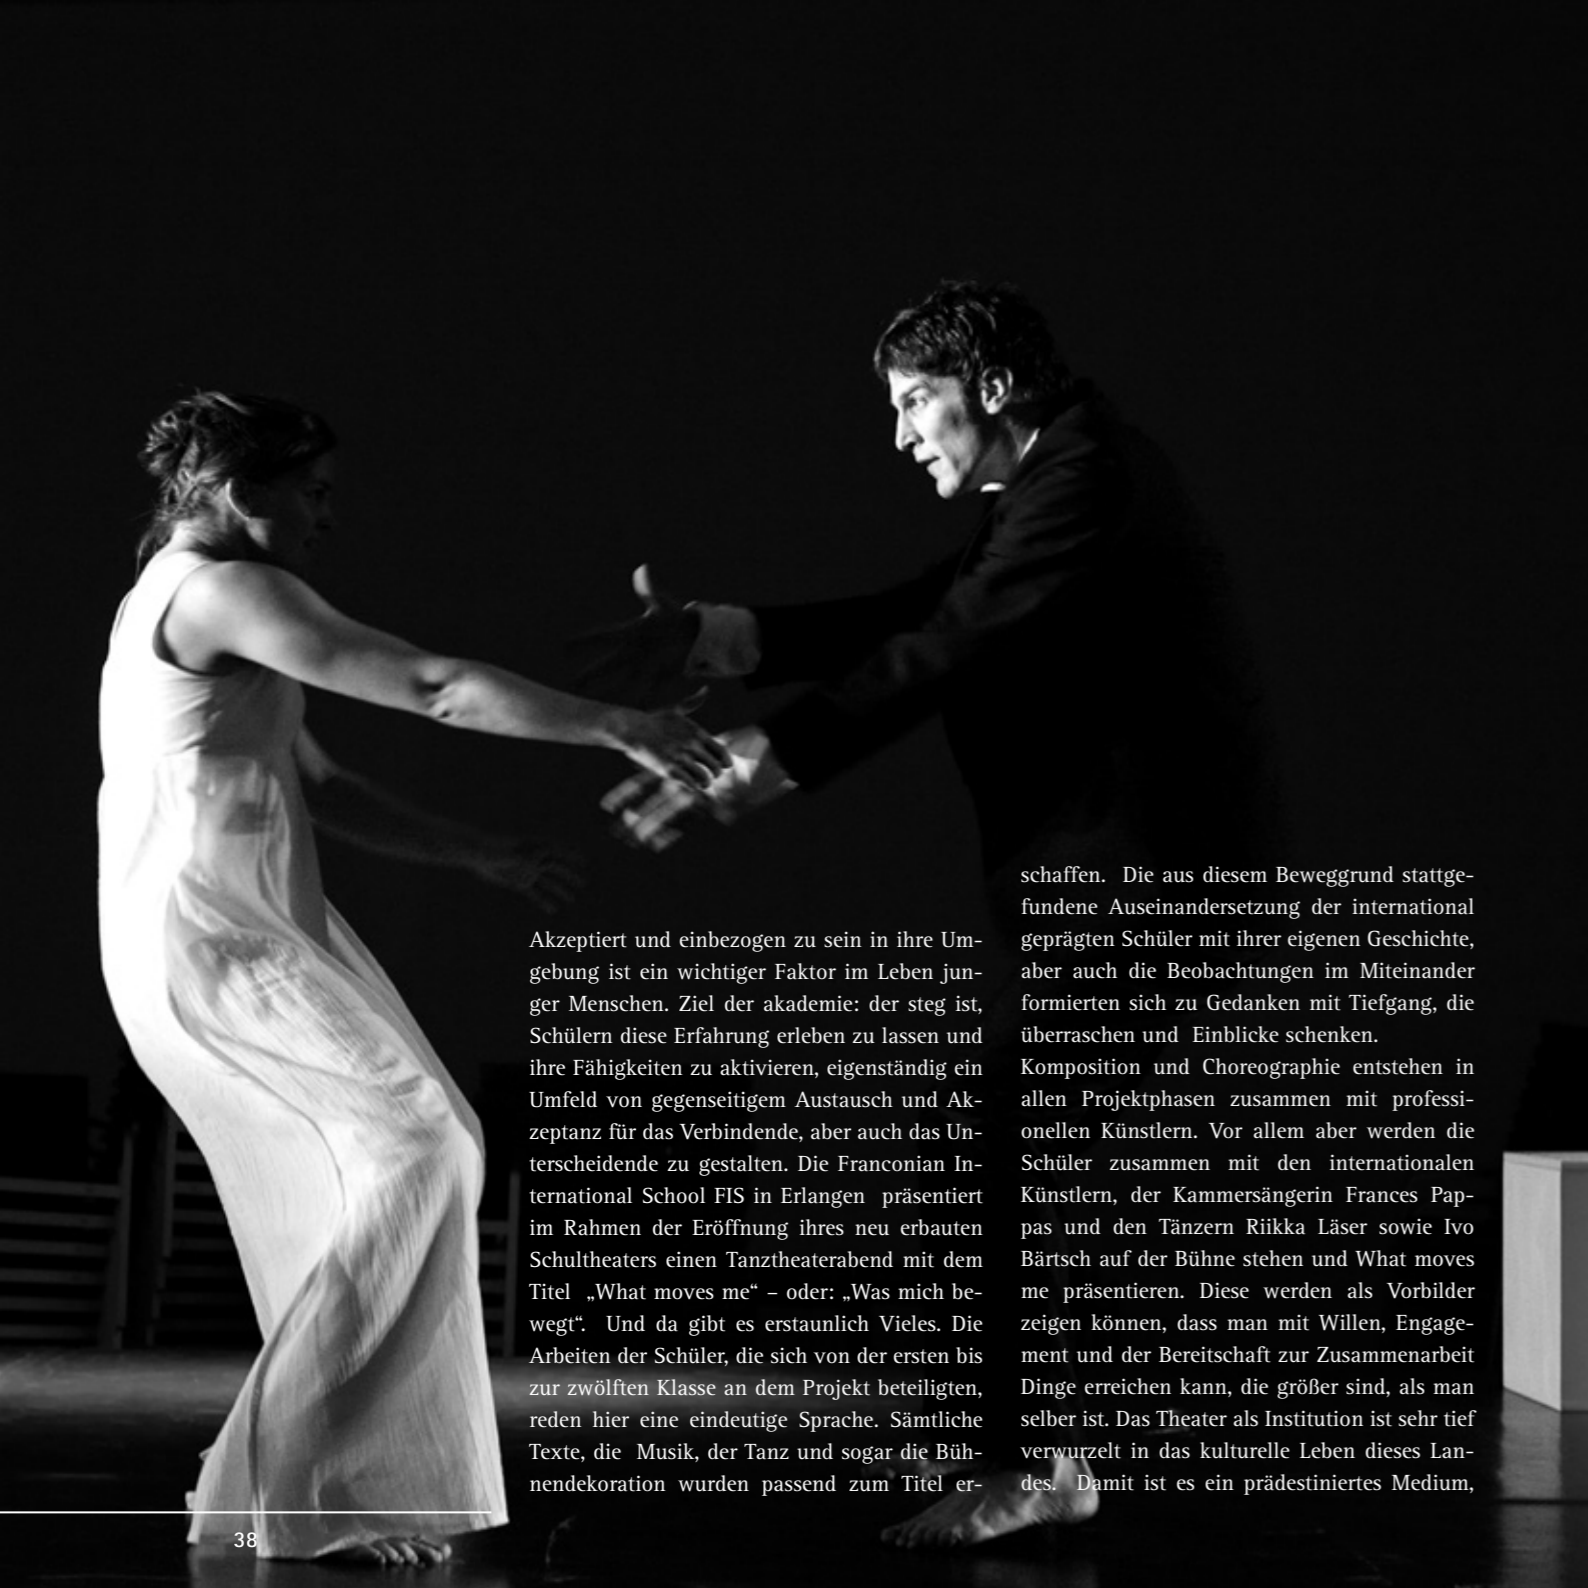 Akzeptiert und einbezogen zu sein in ihre Um-
gebung ist ein wichtiger Faktor im Leben jun-
ger Menschen. Ziel der akademie: der steg ist,
Schülern diese Erfahrung erleben zu lassen und
ihre Fähigkeiten zu aktivieren, eigenständig ein
Umfeld von gegenseitigem Austausch und Ak-
zeptanz für das Verbindende, aber auch das Un-
terscheidende zu gestalten. Die Franconian In-
ternational School FIS in Erlangen  präsentiert
im Rahmen der Eröffnung ihres neu erbauten
Schultheaters einen Tanztheaterabend mit dem
Titel  „What moves me“ – oder: „Was mich be-
wegt“.  Und da gibt es erstaunlich Vieles. Die
Arbeiten der Schüler, die sich von der ersten bis
zur zwölften Klasse an dem Projekt beteiligten,
reden hier eine eindeutige Sprache. Sämtliche
Texte, die  Musik, der Tanz und sogar die Büh-
nendekoration wurden passend zum Titel er-
schaffen.  Die aus diesem Beweggrund stattge-
fundene Auseinandersetzung der international
geprägten Schüler mit ihrer eigenen Geschichte,
aber auch die Beobachtungen im Miteinander
formierten sich zu Gedanken mit Tiefgang, die
überraschen und  Einblicke schenken.
Komposition und Choreographie entstehen in
allen Projektphasen zusammen mit professi-
onellen Künstlern. Vor allem aber werden die
Schüler zusammen mit den internationalen
Künstlern, der Kammersängerin Frances Pap-
pas und den Tänzern Riikka Läser sowie Ivo
Bärtsch auf der Bühne stehen und What moves
me präsentieren. Diese werden als Vorbilder
zeigen können, dass man mit Willen, Engage-
ment und der Bereitschaft zur Zusammenarbeit
Dinge erreichen kann, die größer sind, als man
selber ist. Das Theater als Institution ist sehr tief
verwurzelt in das kulturelle Leben dieses Lan-
des.  Damit ist es ein prädestiniertes Medium,
38